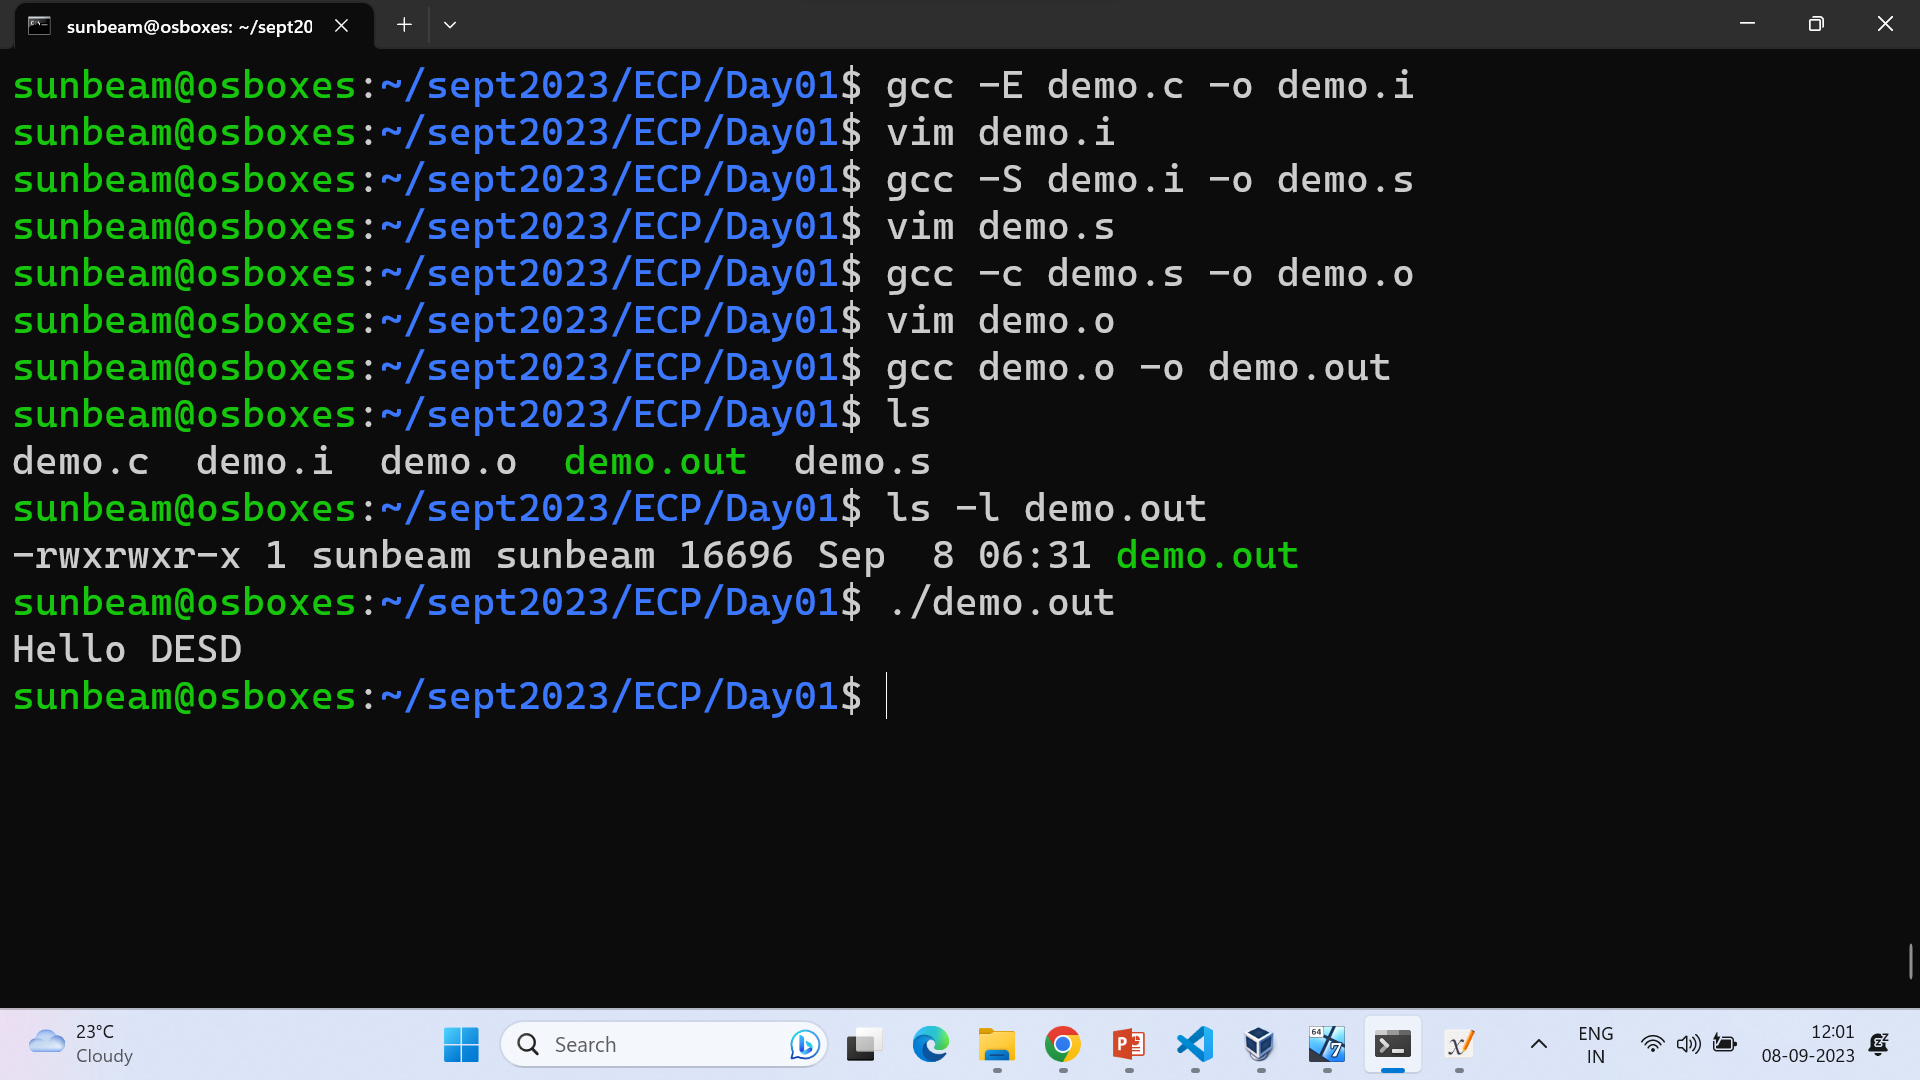 sunbeam@osboxes: ~/sept20
sunbeam@osboxes:~/sept2023/ECP/Day01$ gcc -E demo.c -o demo.i
sunbeam@osboxes:~/sept2023/ECP/Day01$ vim demo.i
sunbeam@osboxes:~/sept2023/ECP/Day01$ gcc -S demo.i -o demo.s
sunbeam@osboxes:~/sept2023/ECP/Day01$ vim demo.s
sunbeam@osboxes:~/sept2023/ECP/Day01$ gcc -c demo.s -o demo.o
sunbeam@osboxes:~/sept2023/ECP/Day01$ vim demo.o
sunbeam@osboxes:~/sept2023/ECP/Day01$ gcc demo.o -o demo.out
sunbeam@osboxes:~/sept2023/ECP/Day01$ ls
demo.c  demo.i  demo.o  demo.out  demo.s
sunbeam@osboxes:~/sept2023/ECP/Day01$ ls -l demo.out
-rwxrwxr-x 1 sunbeam sunbeam 16696 Sep  8 06:31 demo.out
sunbeam@osboxes:~/sept2023/ECP/Day01$ ./demo.out
Hello DESD
sunbeam@osboxes:~/sept2023/ECP/Day01$
23°C
Cloudy
Search
64
7
ENG
IN
12:01
08-09-2023